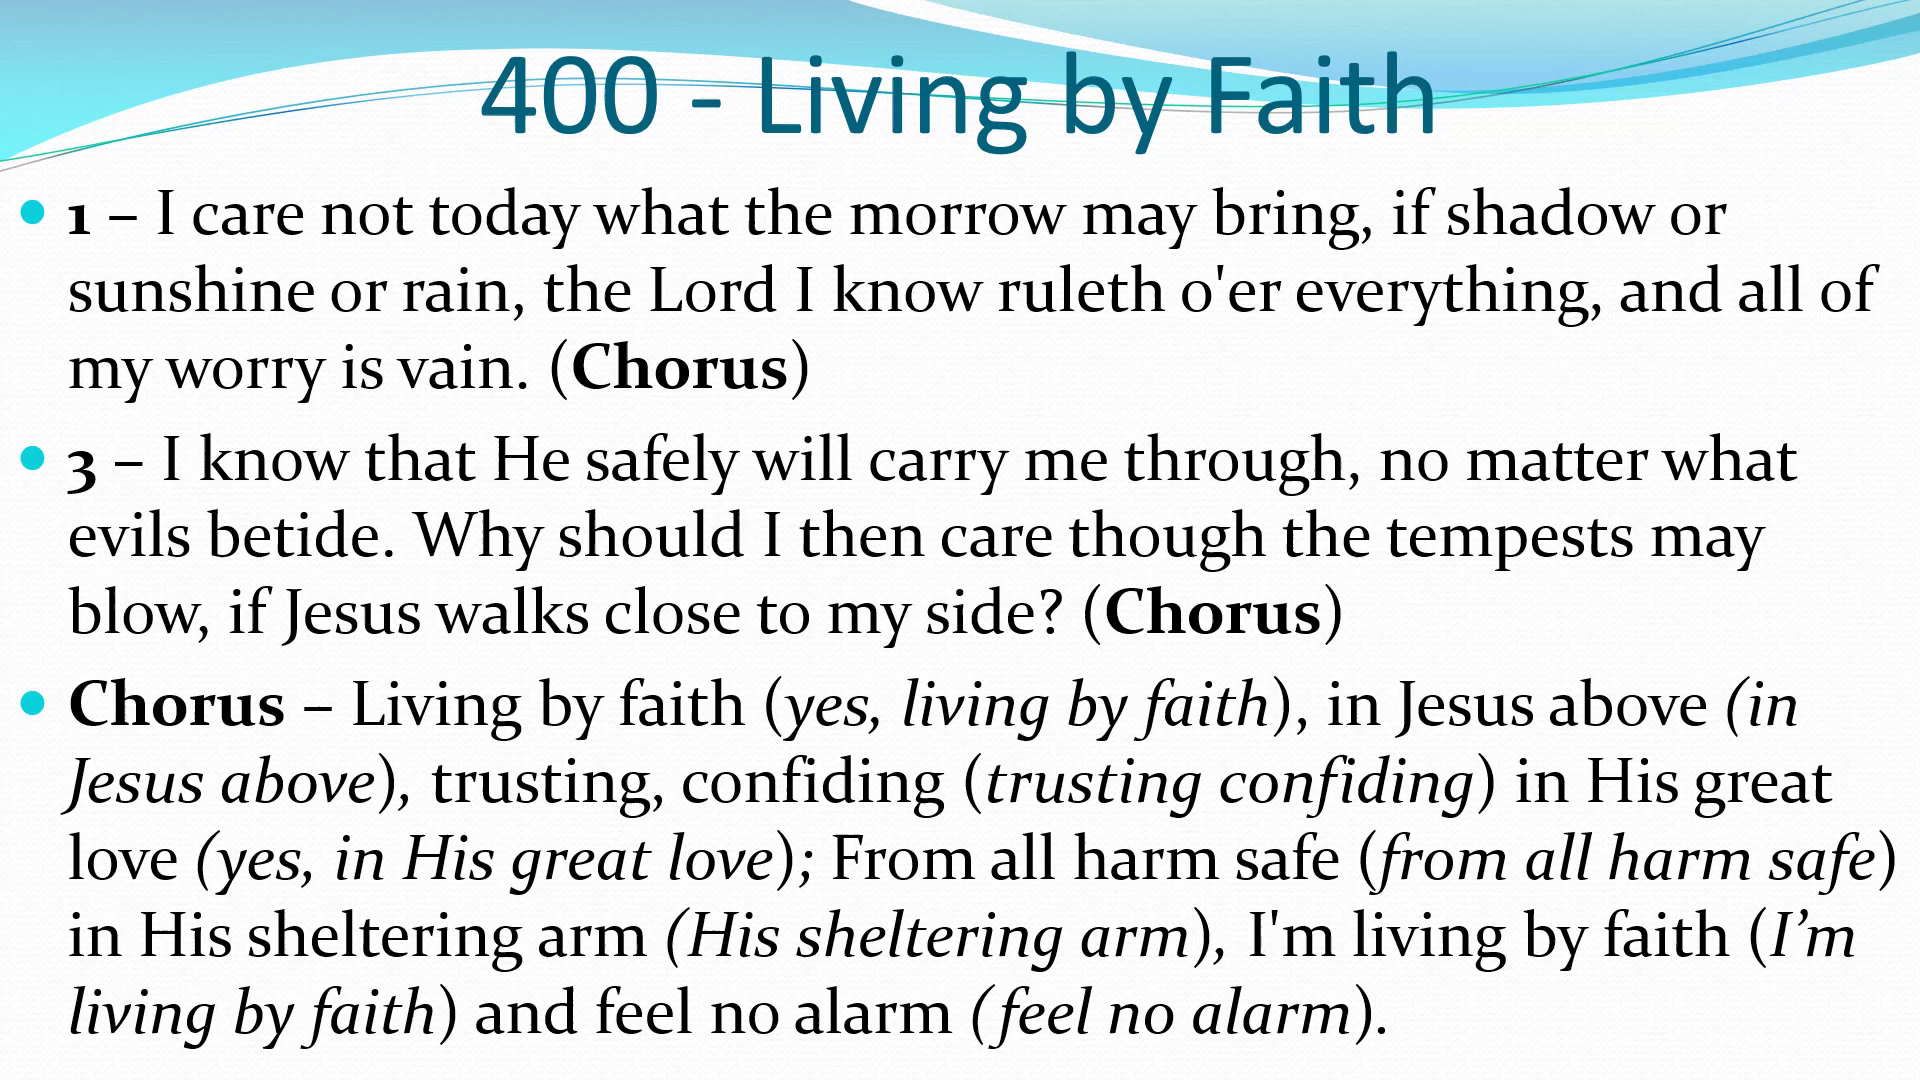 400 - Living by Faith
• 1 – I care not today what the morrow may bring, if shadow or
sunshine or rain, the Lord I know ruleth o'er everything, and all of
my worry is vain. (Chorus)
• 3 – I know that He safely will carry me through, no matter what
evils betide. Why should I then care though the tempests may
blow, if Jesus walks close to my side? (Chorus)
• Chorus – Living by faith (yes, living by faith), in Jesus above (in
Jesus above), trusting, confiding (trusting confiding) in His great
love (yes, in His great love); From all harm safe (from all harm safe)
in His sheltering arm (His sheltering arm), I'm living by faith (I’m
living by faith) and feel no alarm (feel no alarm).